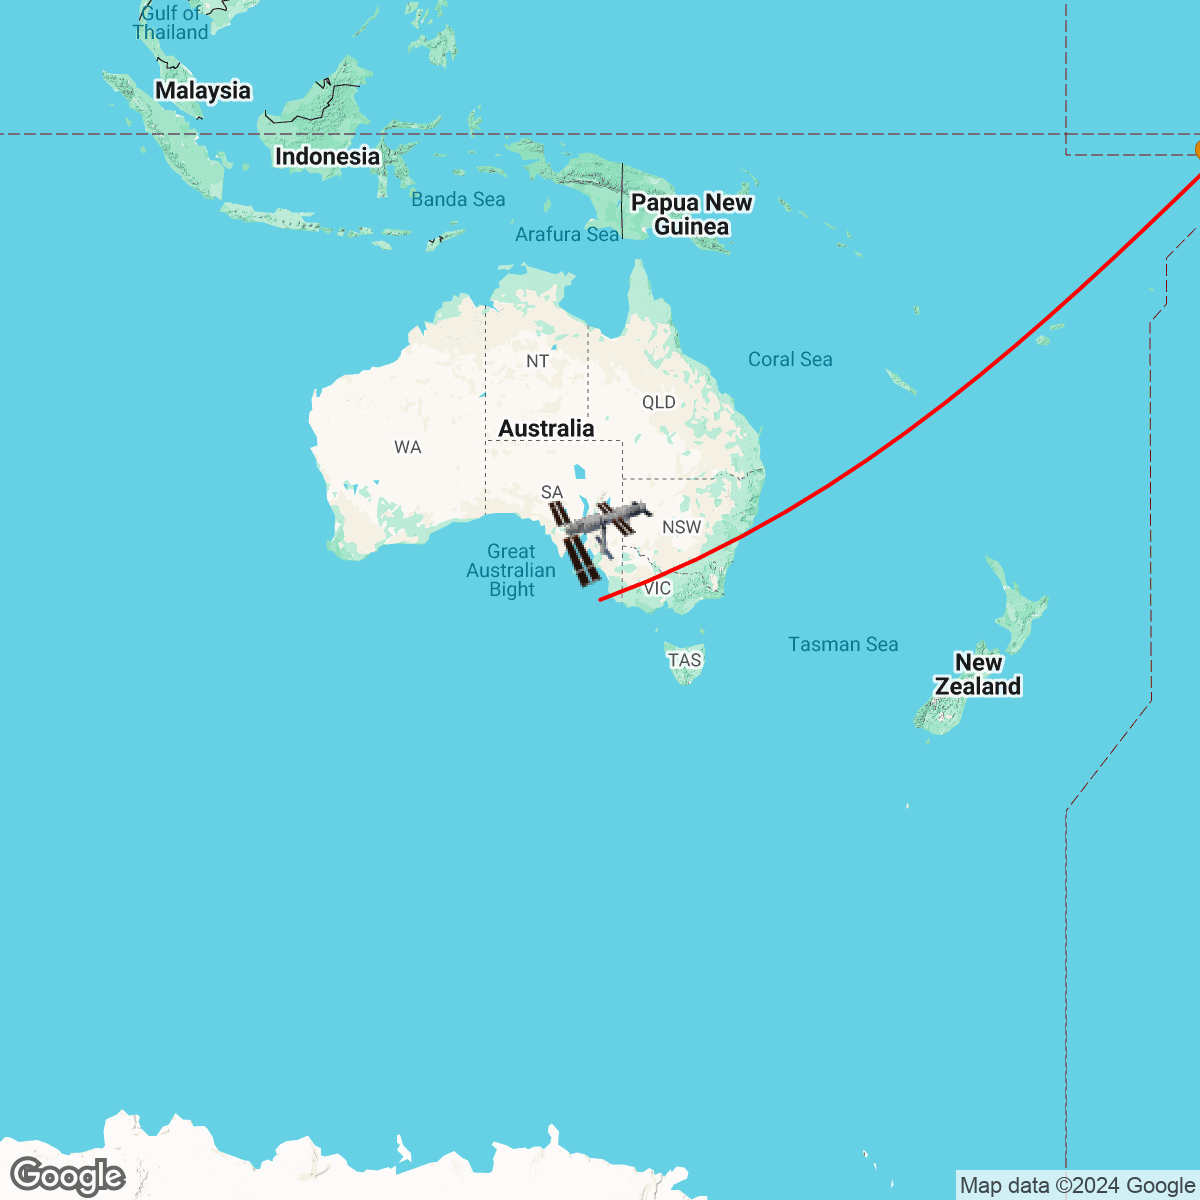 Gulf of
Thailand
Malaysia
Indonesia
Banda Sea
Papua New
Guinea
Arafura Sea
NT
Coral Sea
QLD
Australia
WA
SA
NSW
Great
Australian
Bight
VIC
Tasman Sea
TAS
New
Zealand
Google
Map data ©2024 Google